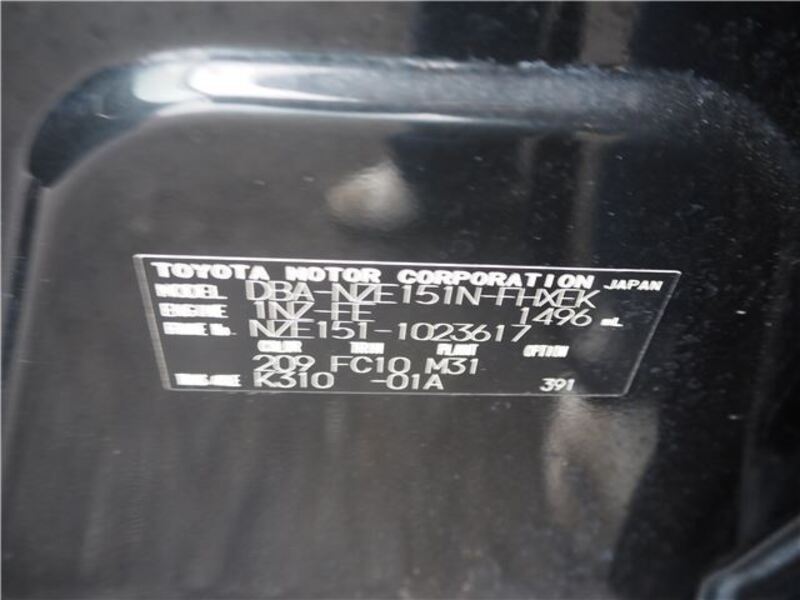 TOYOTA MOTOR CORPORATION JAPAN
MODEL DBA-NZE151N-FHXEK
ENGINE 1NZ-FE 1496 mL
FRAME No. NZE151-1023617
COLOR TRIM PLANT OPTION
209 FC10 M31
TRANS/AXLE K310 -01A 391